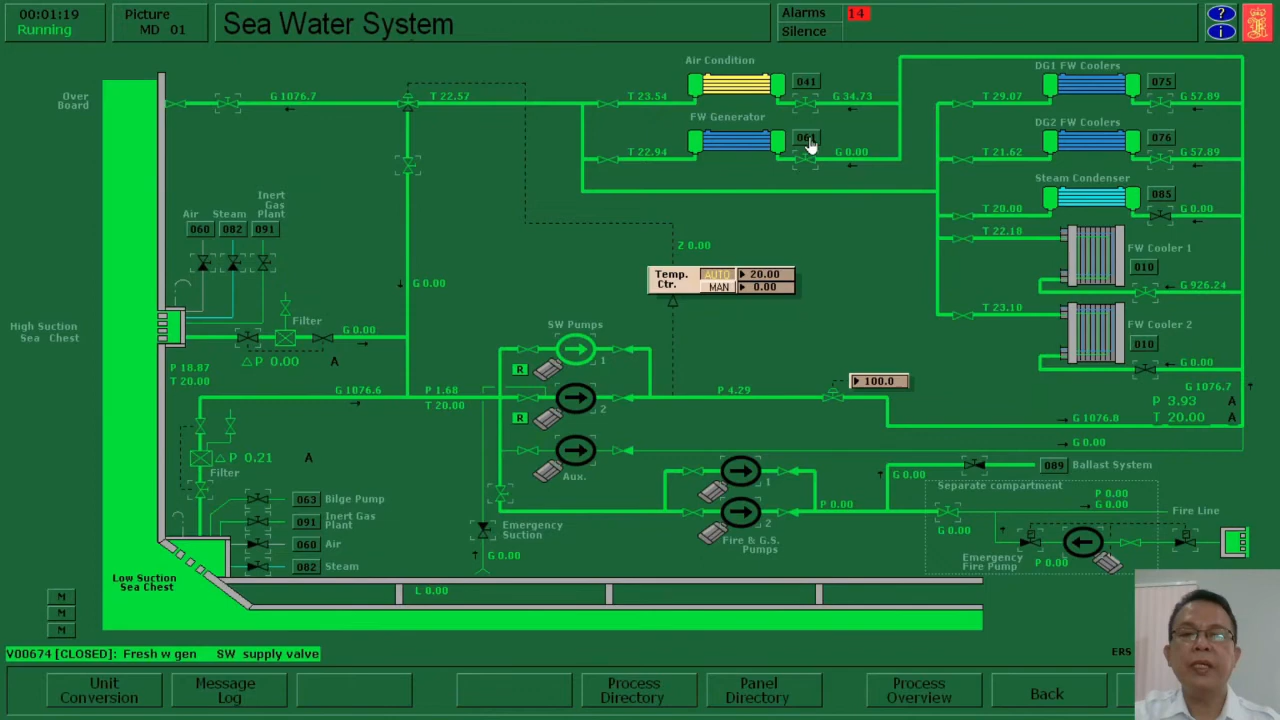 00:01:19
Running
Picture
MD 01
Sea Water System
Alarms 14
Silence
?
i
Over
Board
G 1076.7
T 22.57
Air Condition
041
T 23.54
G 34.73
FW Generator
T 22.94
G 0.00
DG1 FW Coolers
075
T 29.07
G 57.89
DG2 FW Coolers
076
T 21.62
G 57.89
Steam Condenser
085
T 20.00
G 0.00
T 22.18
FW Cooler 1
010
G 926.24
T 23.10
FW Cooler 2
010
G 0.00
G 1076.7
P 3.93 A
T 20.00 A
Air
Steam
Inert
Gas
Plant
060
082
091
Z 0.00
Temp.
Ctr.
AUTO
20.00
MAN
0.00
G 0.00
High Suction
Sea Chest
Filter
G 0.00
△P 0.00 A
P 18.87
T 20.00
G 1076.6
P 1.68
T 20.00
SW Pumps
1
R
2
R
Aux.
P 4.29
100.0
G 1076.8
G 0.00
△P 0.21 A
Filter
063 Bilge Pump
091 Inert Gas
Plant
060 Air
082 Steam
Low Suction
Sea Chest
Emergency
Suction
G 0.00
1
2
Fire & G.S.
Pumps
P 0.00
G 0.00
089 Ballast System
Separate compartment
P 0.00
G 0.00
Fire Line
G 0.00
Emergency
Fire Pump
P 0.00
L 0.00
M
M
M
V00674 [CLOSED]: Fresh w gen SW supply valve
ERS
Unit
Conversion
Message
Log
Process
Directory
Panel
Directory
Process
Overview
Back